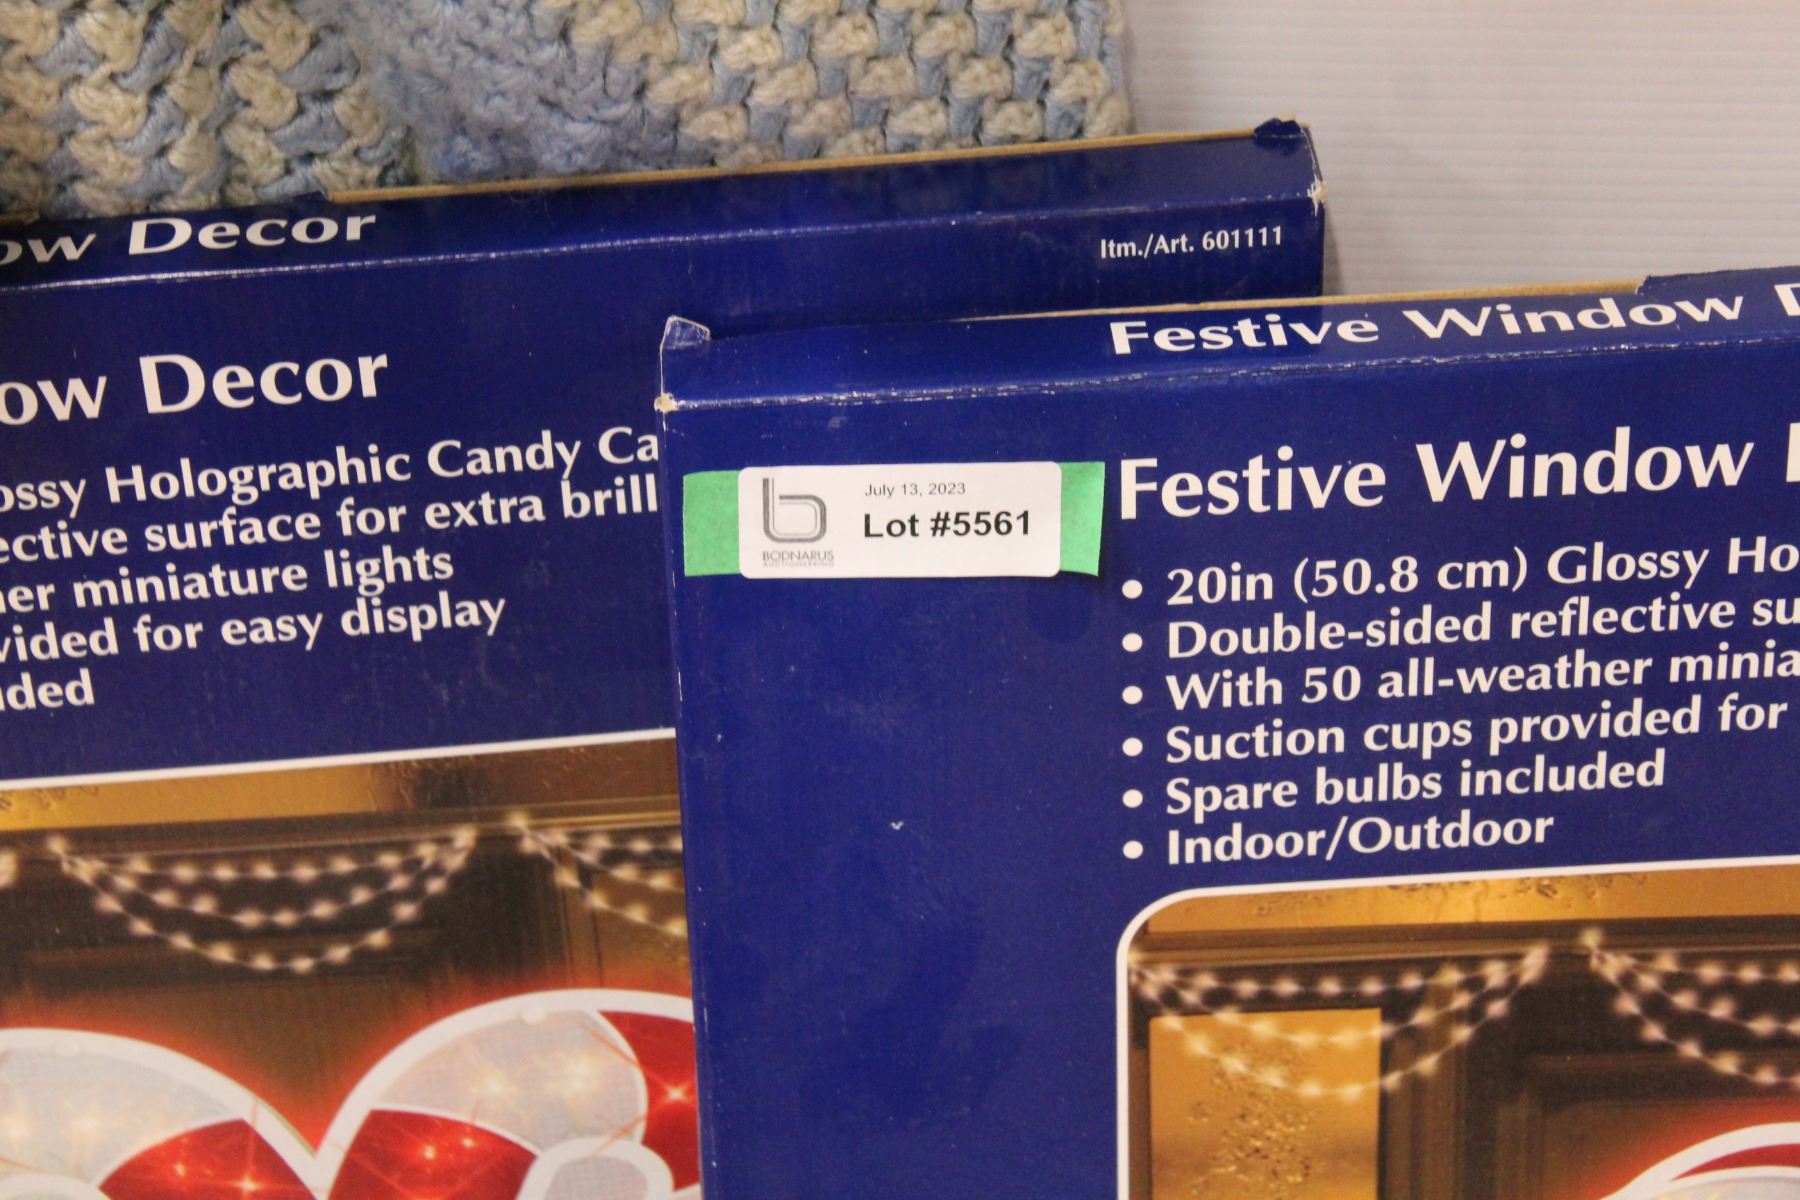 ow Decor
Itm./Art. 601111
ow Decor
ossy Holographic Candy Ca
ective surface for extra brill
her miniature lights
vided for easy display
ded
Festive Window D
July 13, 2023
Lot #5561
BODNARUS
AUCTIONEERING
Festive Window
20in (50.8 cm) Glossy Ho
Double-sided reflective su
With 50 all-weather minia
Suction cups provided for
Spare bulbs included
Indoor/Outdoor